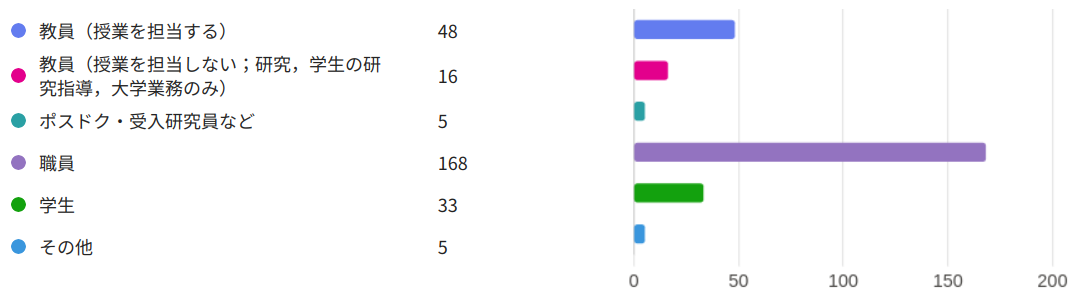 教員（授業を担当する） 48
教員（授業を担当しない；研究，学生の研
究指導，大学業務のみ） 16
ポスドク・受入研究員など 5
職員 168
学生 33
その他 5
0 50 100 150 200